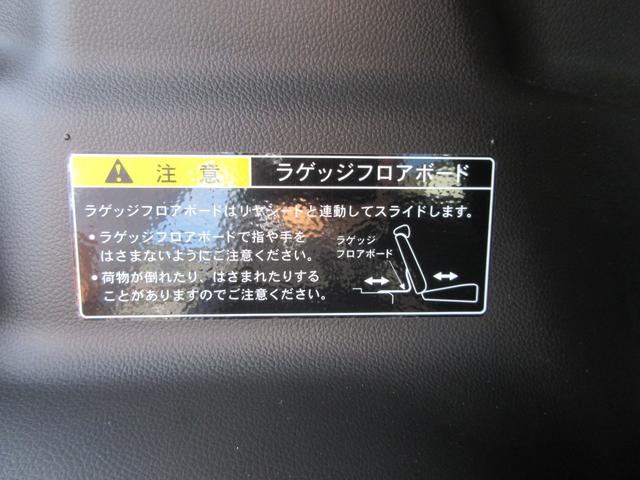 注意 ラゲッジフロアボード
ラゲッジフロアボードはリヤシートと連動してスライドします。
●ラゲッジフロアボードで指や手を
はさまないようにご注意ください。
●荷物が倒れたり、はさまれたりする
ことがありますのでご注意ください。
ラゲッジ
フロアボード